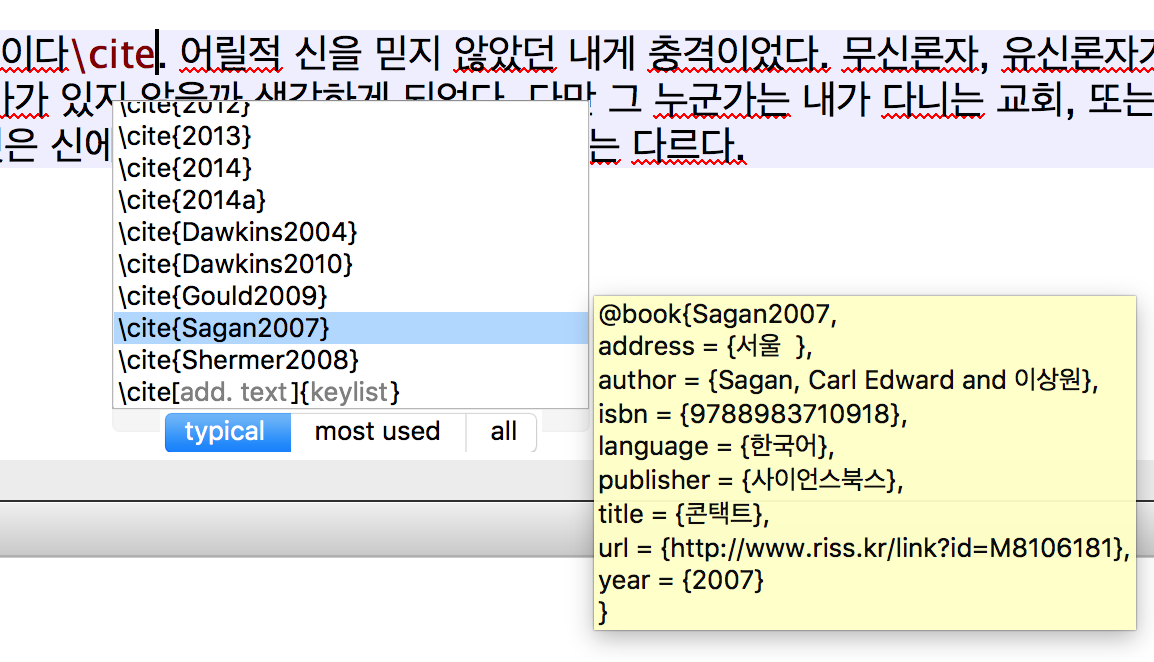 이다\cite. 어릴적 신을 믿지 않았던 내게 충격이었다. 무신론자, 유신론자가
있지 않을까 생각하게 되었다. 다만 그 누군가는 내가 다니는 교회, 또는
은 신에
는 다르다.
\cite{2012}
\cite{2013}
\cite{2014}
\cite{2014a}
\cite{Dawkins2004}
\cite{Dawkins2010}
\cite{Gould2009}
\cite{Sagan2007}
\cite{Shermer2008}
\cite[add. text]{keylist}
typical most used all
@book{Sagan2007,
address = {서울  },
author = {Sagan, Carl Edward and 이상원},
isbn = {9788983710918},
language = {한국어},
publisher = {사이언스북스},
title = {콘택트},
url = {http://www.riss.kr/link?id=M8106181},
year = {2007}
}